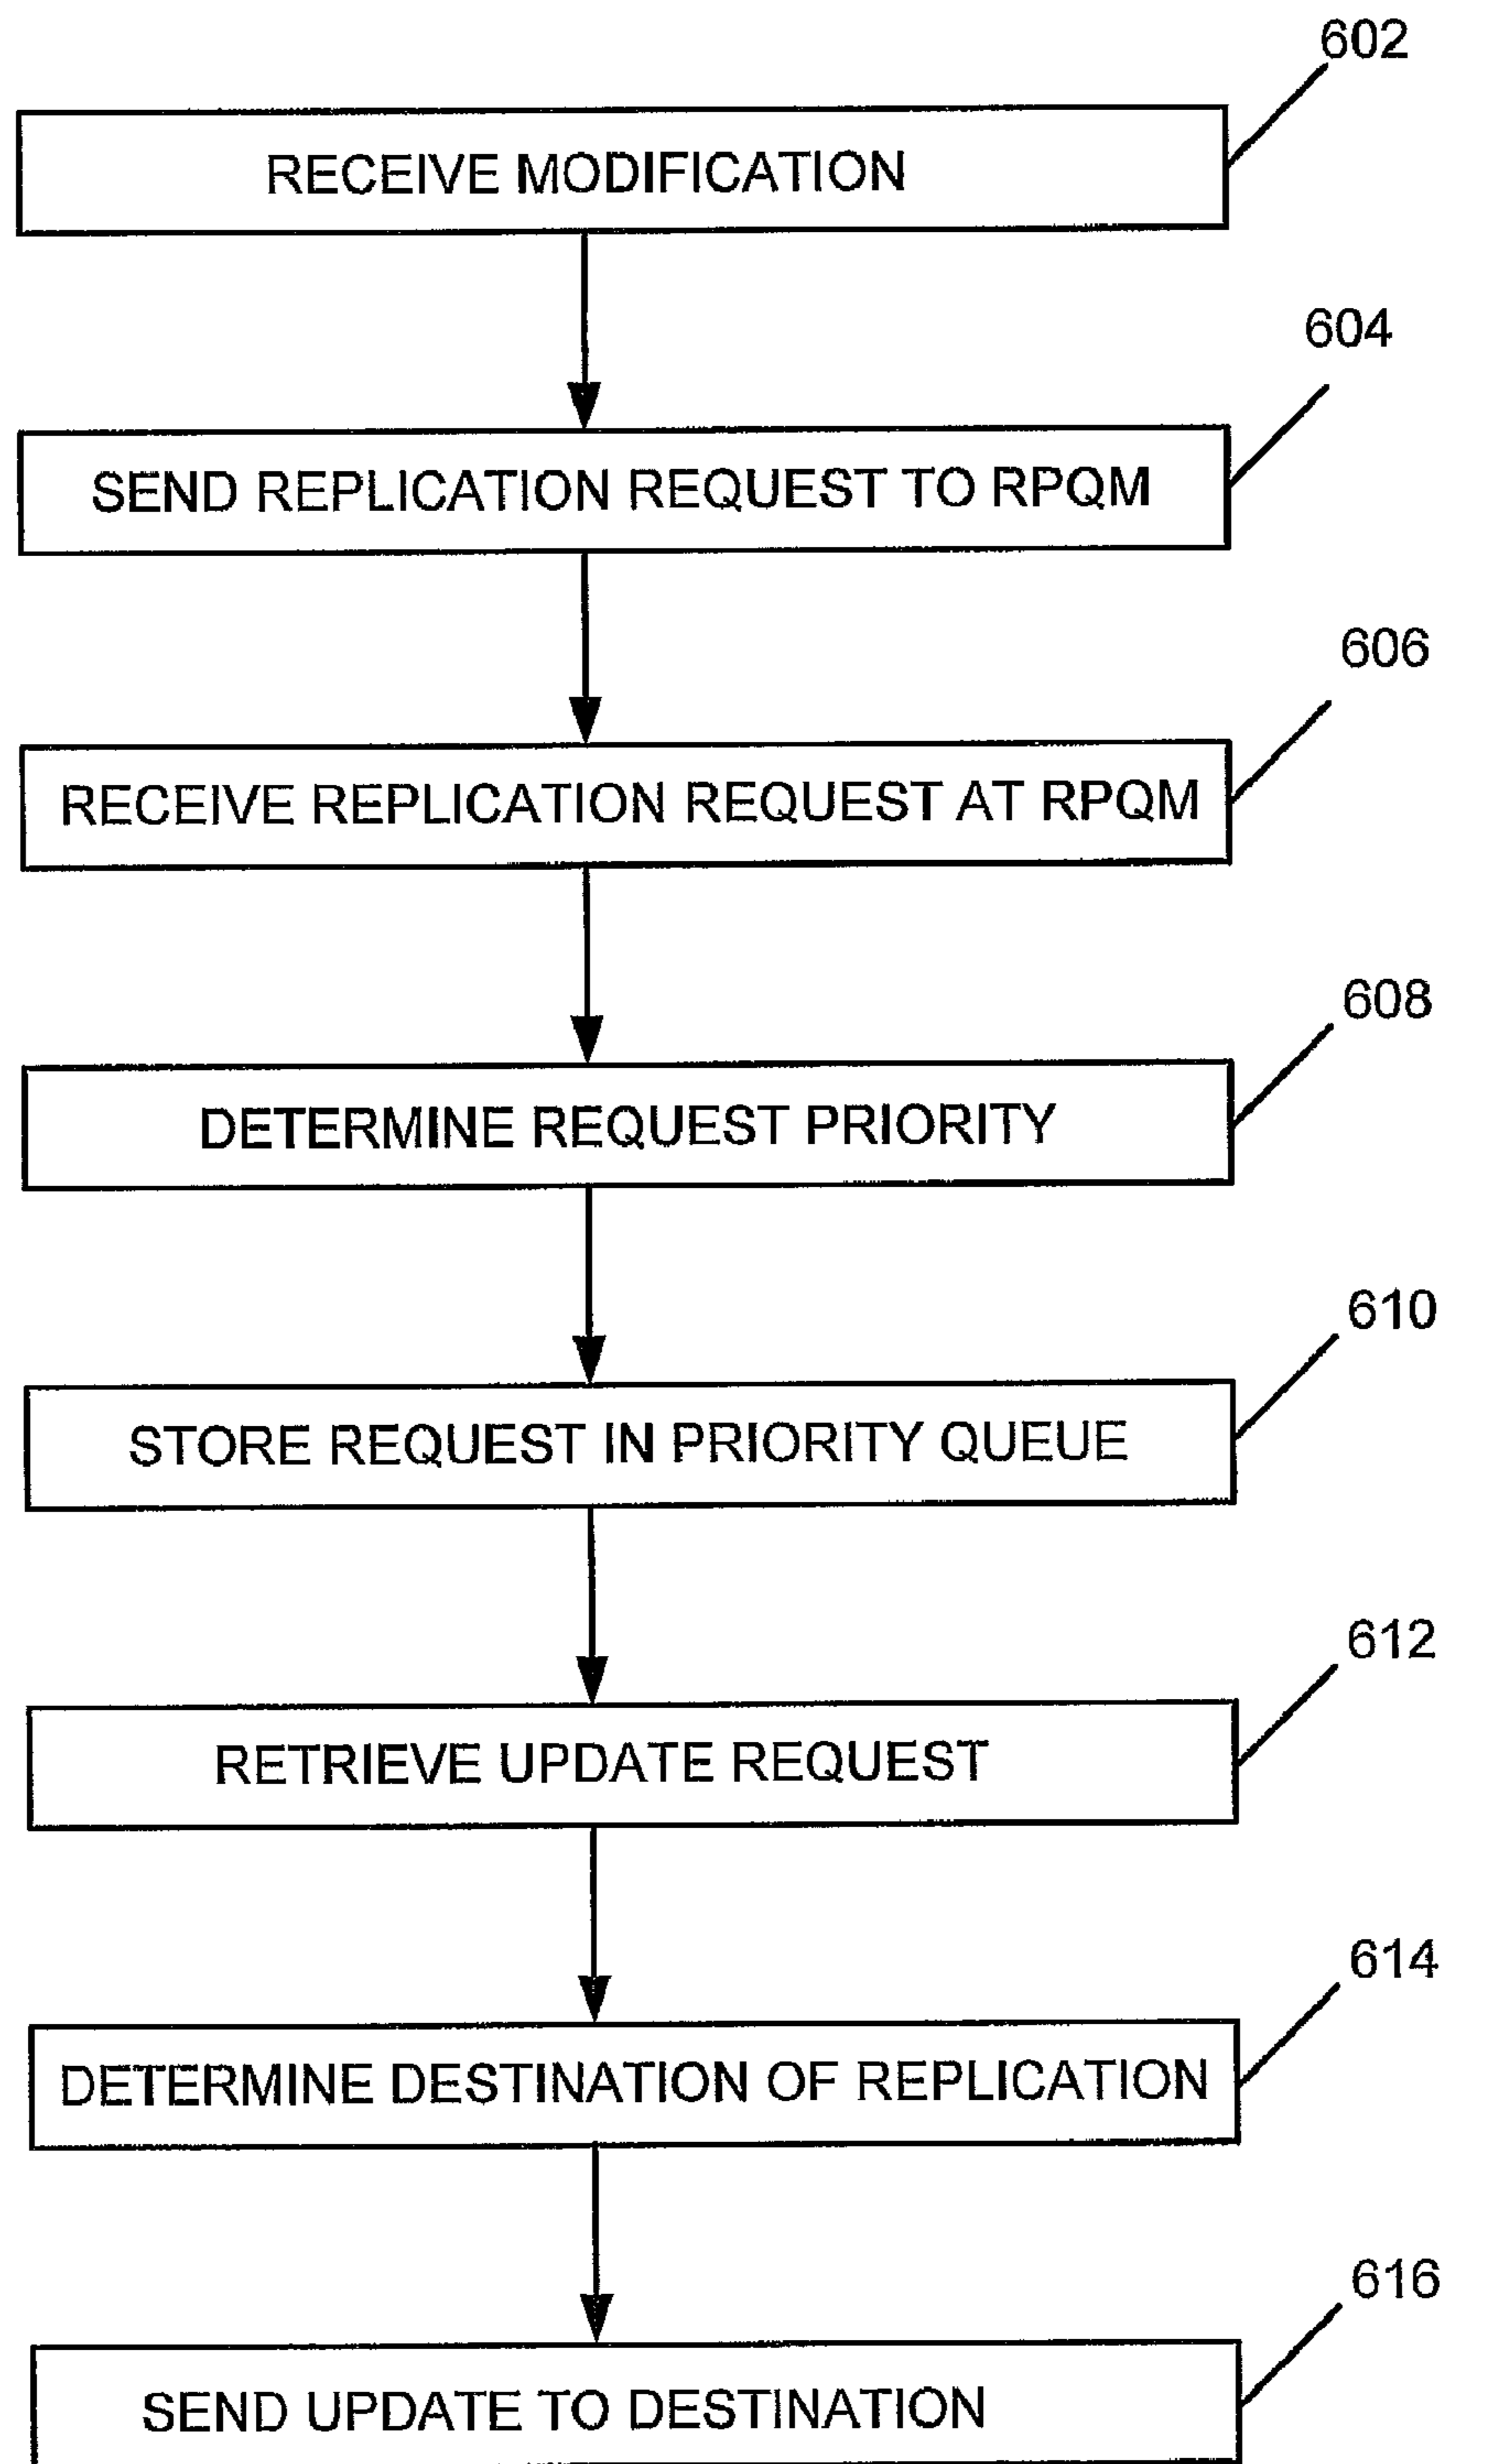 602
RECEIVE MODIFICATION
604
SEND REPLICATION REQUEST TO RPQM
606
RECEIVE REPLICATION REQUEST AT RPQM
608
DETERMINE REQUEST PRIORITY
610
STORE REQUEST IN PRIORITY QUEUE
612
RETRIEVE UPDATE REQUEST
614
DETERMINE DESTINATION OF REPLICATION
616
SEND UPDATE TO DESTINATION